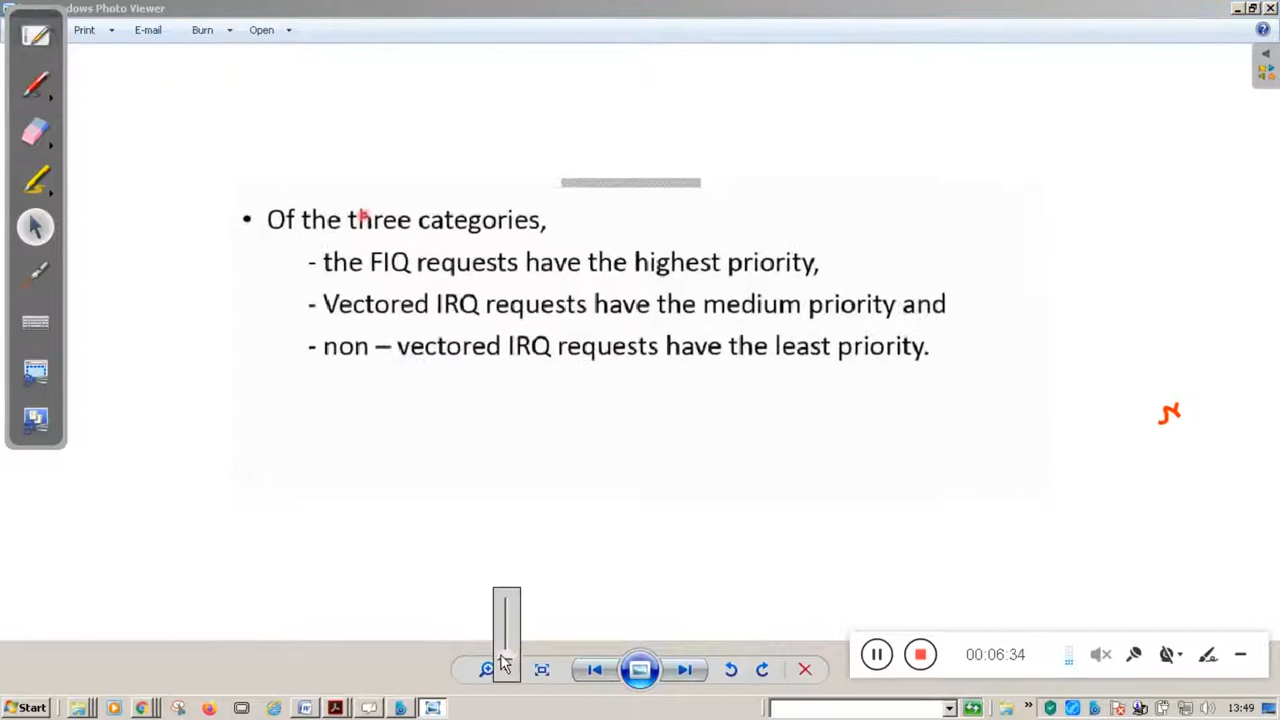 ndows Photo Viewer
Print E-mail Burn Open
• Of the three categories,
- the FIQ requests have the highest priority,
- Vectored IRQ requests have the medium priority and
- non – vectored IRQ requests have the least priority.
00:06:34
Start
13:49